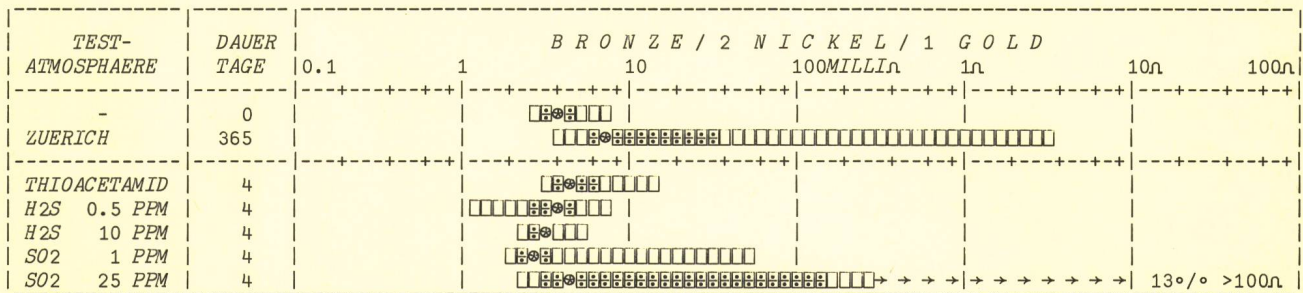 TEST- DAUER B R O N Z E / 2 N I C K E L / 1 G O L D
ATMOSPHAERE TAGE 0.1 1 10 100MILLIΩ 1Ω 10Ω 100Ω
- 0
ZUERICH 365
THIOACETAMID 4
H2S 0.5 PPM 4
H2S 10 PPM 4
SO2 1 PPM 4
SO2 25 PPM 4 13o/o >100Ω